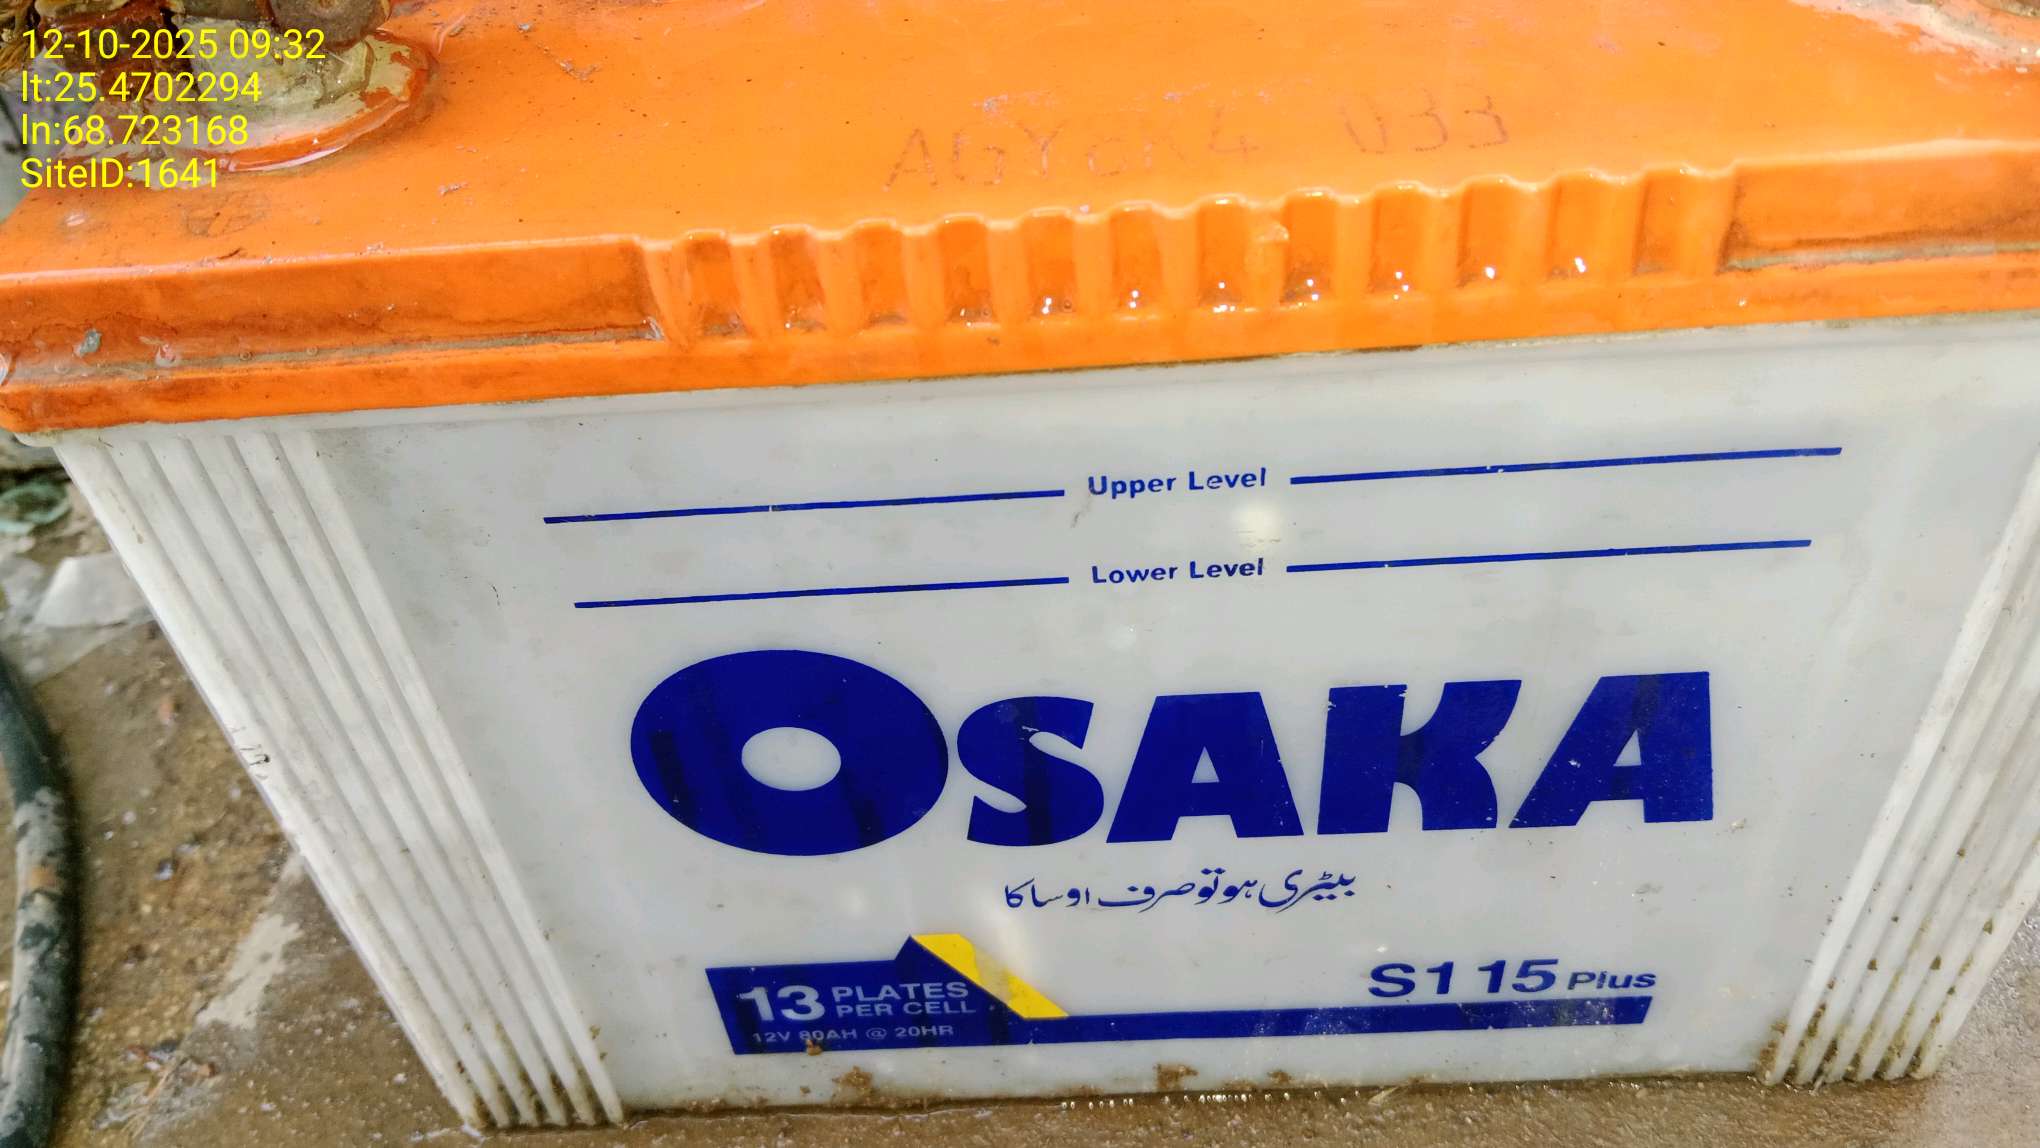 12-10-2025 09:32
lt:25.4702294
ln:68.723168
SiteID:1641
033
Upper Level
Lower Level
OSAKA
بیٹری ہو تو صرف اوساکا
13 PLATES PER CELL
12V 80AH @ 20HR
S115 Plus